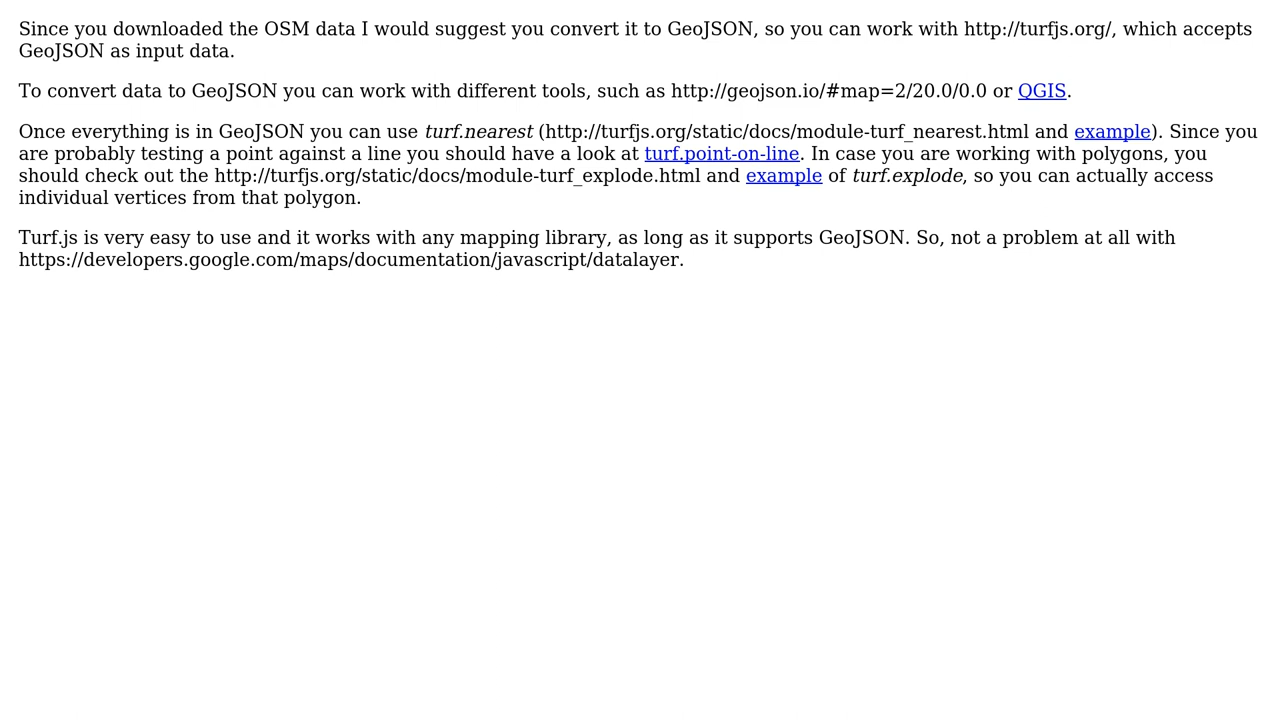 Since you downloaded the OSM data I would suggest you convert it to GeoJSON, so you can work with http://turfjs.org/, which accepts
GeoJSON as input data.
To convert data to GeoJSON you can work with different tools, such as http://geojson.io/#map=2/20.0/0.0 or QGIS.
Once everything is in GeoJSON you can use turf.nearest (http://turfjs.org/static/docs/module-turf_nearest.html and example). Since you
are probably testing a point against a line you should have a look at turf.point-on-line. In case you are working with polygons, you
should check out the http://turfjs.org/static/docs/module-turf_explode.html and example of turf.explode, so you can actually access
individual vertices from that polygon.
Turf.js is very easy to use and it works with any mapping library, as long as it supports GeoJSON. So, not a problem at all with
https://developers.google.com/maps/documentation/javascript/datalayer.